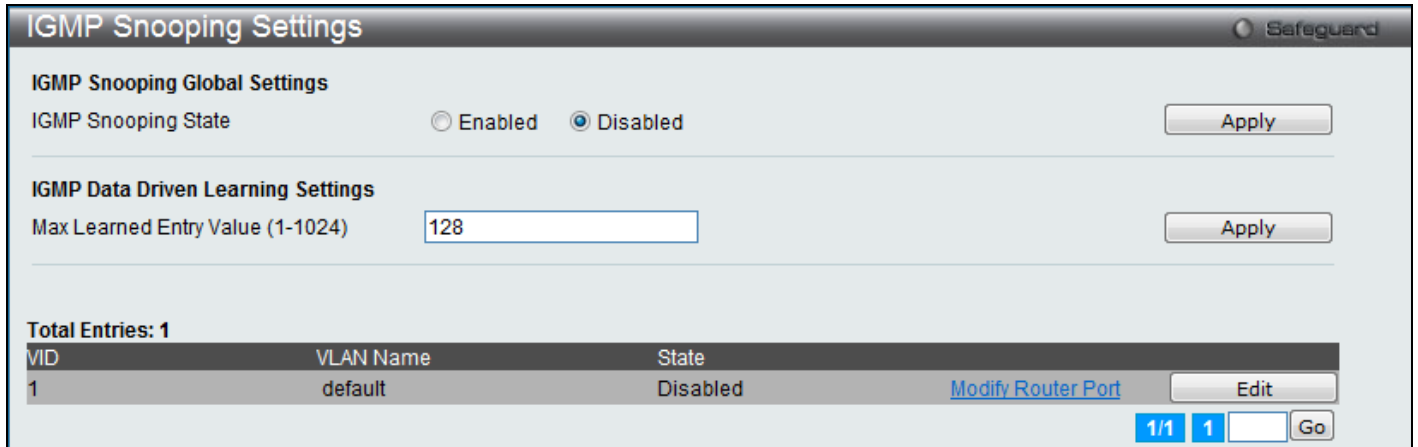 IGMP Snooping Settings Safeguard
IGMP Snooping Global Settings
IGMP Snooping State Enabled Disabled Apply
IGMP Data Driven Learning Settings
Max Learned Entry Value (1-1024) 128 Apply
Total Entries: 1
VID VLAN Name State
1 default Disabled Modify Router Port Edit
1/1 1 Go